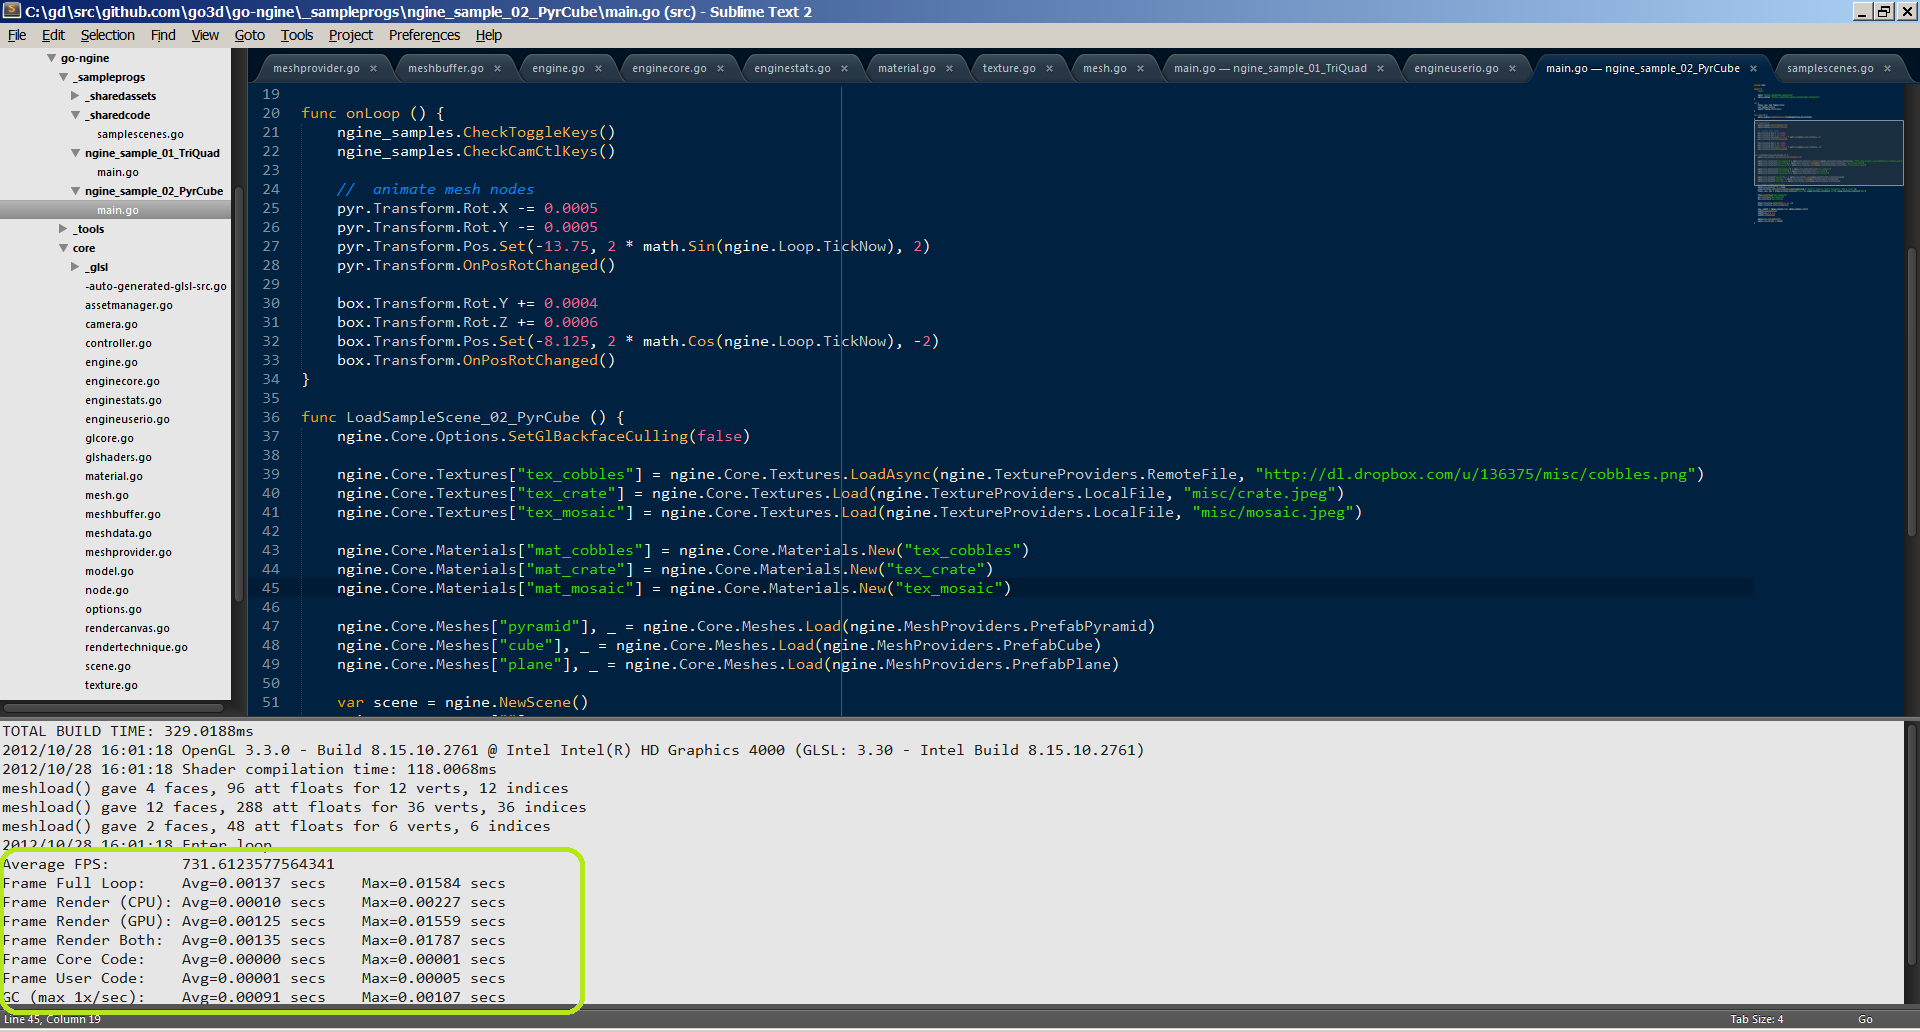 C:\gd\src\github.com\go3d\go-ngine\_sampleprogs\ngine_sample_02_PyrCube\main.go (src) - Sublime Text 2
File Edit Selection Find View Goto Tools Project Preferences Help
go-ngine
_sampleprogs
_sharedassets
_sharedcode
samplescenes.go
ngine_sample_01_TriQuad
main.go
ngine_sample_02_PyrCube
main.go
_tools
core
_glsl
-auto-generated-glsl-src.go
assetmanager.go
camera.go
controller.go
engine.go
enginecore.go
enginestats.go
engineuserio.go
glcore.go
glshaders.go
material.go
mesh.go
meshbuffer.go
meshdata.go
meshprovider.go
model.go
node.go
options.go
rendercanvas.go
rendertechnique.go
scene.go
texture.go
meshprovider.go × meshbuffer.go × engine.go × enginecore.go × enginestats.go × material.go × texture.go × mesh.go × main.go — ngine_sample_01_TriQuad × engineuserio.go × main.go — ngine_sample_02_PyrCube × samplescenes.go ×
19
20 func onLoop () {
21 ngine_samples.CheckToggleKeys()
22 ngine_samples.CheckCamCtlKeys()
23
24 //  animate mesh nodes
25 pyr.Transform.Rot.X -= 0.0005
26 pyr.Transform.Rot.Y -= 0.0005
27 pyr.Transform.Pos.Set(-13.75, 2 * math.Sin(ngine.Loop.TickNow), 2)
28 pyr.Transform.OnPosRotChanged()
29
30 box.Transform.Rot.Y += 0.0004
31 box.Transform.Rot.Z += 0.0006
32 box.Transform.Pos.Set(-8.125, 2 * math.Cos(ngine.Loop.TickNow), -2)
33 box.Transform.OnPosRotChanged()
34 }
35
36 func LoadSampleScene_02_PyrCube () {
37 ngine.Core.Options.SetGlBackfaceCulling(false)
38
39 ngine.Core.Textures["tex_cobbles"] = ngine.Core.Textures.LoadAsync(ngine.TextureProviders.RemoteFile, "http://dl.dropbox.com/u/136375/misc/cobbles.png")
40 ngine.Core.Textures["tex_crate"] = ngine.Core.Textures.Load(ngine.TextureProviders.LocalFile, "misc/crate.jpeg")
41 ngine.Core.Textures["tex_mosaic"] = ngine.Core.Textures.Load(ngine.TextureProviders.LocalFile, "misc/mosaic.jpeg")
42
43 ngine.Core.Materials["mat_cobbles"] = ngine.Core.Materials.New("tex_cobbles")
44 ngine.Core.Materials["mat_crate"] = ngine.Core.Materials.New("tex_crate")
45 ngine.Core.Materials["mat_mosaic"] = ngine.Core.Materials.New("tex_mosaic")
46
47 ngine.Core.Meshes["pyramid"], _ = ngine.Core.Meshes.Load(ngine.MeshProviders.PrefabPyramid)
48 ngine.Core.Meshes["cube"], _ = ngine.Core.Meshes.Load(ngine.MeshProviders.PrefabCube)
49 ngine.Core.Meshes["plane"], _ = ngine.Core.Meshes.Load(ngine.MeshProviders.PrefabPlane)
50
51 var scene = ngine.NewScene()
TOTAL BUILD TIME: 329.0188ms
2012/10/28 16:01:18 OpenGL 3.3.0 - Build 8.15.10.2761 @ Intel Intel(R) HD Graphics 4000 (GLSL: 3.30 - Intel Build 8.15.10.2761)
2012/10/28 16:01:18 Shader compilation time: 118.0068ms
meshload() gave 4 faces, 96 att floats for 12 verts, 12 indices
meshload() gave 12 faces, 288 att floats for 36 verts, 36 indices
meshload() gave 2 faces, 48 att floats for 6 verts, 6 indices
2012/10/28 16:01:18 Enter loop
Average FPS: 731.6123577564341
Frame Full Loop: Avg=0.00137 secs Max=0.01584 secs
Frame Render (CPU): Avg=0.00010 secs Max=0.00227 secs
Frame Render (GPU): Avg=0.00125 secs Max=0.01559 secs
Frame Render Both: Avg=0.00135 secs Max=0.01787 secs
Frame Core Code: Avg=0.00000 secs Max=0.00001 secs
Frame User Code: Avg=0.00001 secs Max=0.00005 secs
GC (max 1x/sec): Avg=0.00091 secs Max=0.00107 secs
Line 45, Column 19 Tab Size: 4 Go